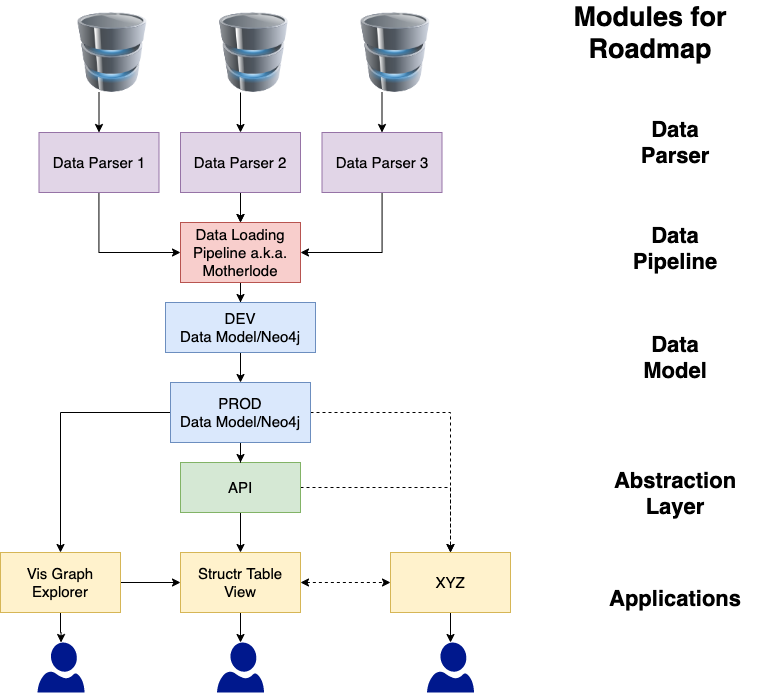 Modules for
Roadmap
Data
Parser
Data Parser 1
Data Parser 2
Data Parser 3
Data Loading
Pipeline a.k.a.
Motherlode
Data
Pipeline
DEV
Data Model/Neo4j
Data
Model
PROD
Data Model/Neo4j
API
Abstraction
Layer
Vis Graph
Explorer
Structr Table
View
XYZ
Applications